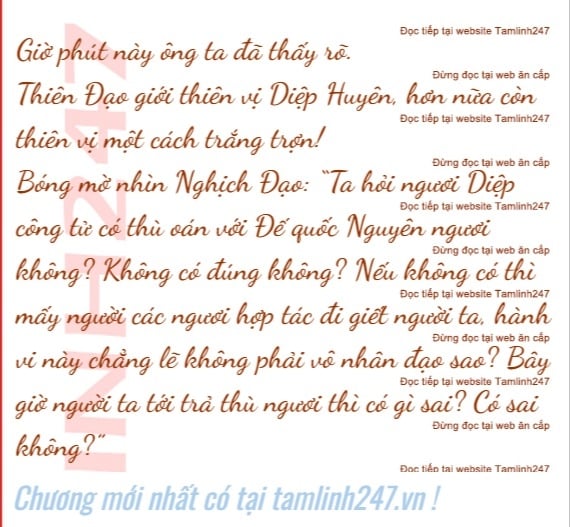 Đọc tiếp tại website Tamlinh247
Giờ phút này ông ta đã thấy rõ.
Đừng đọc tại web ăn cắp
Thiên Đạo giới thiên vị Diệp Huyên, hơn nữa còn
Đọc tiếp tại website Tamlinh247
thiên vị một cách trắng trợn!
Đừng đọc tại web ăn cắp
Bóng mờ nhìn Nghịch Đạo: “Ta hỏi ngươi Diệp
Đọc tiếp tại website Tamlinh247
công tử có thù oán với Đế quốc Nguyên ngươi
Đừng đọc tại web ăn cắp
không? Không có đúng không? Nếu không có thì
Đọc tiếp tại website Tamlinh247
mấy người các ngươi hợp tác đi giết người ta, hành
Đừng đọc tại web ăn cắp
vi này chẳng lẽ không phải vô nhân đạo sao? Bây
Đọc tiếp tại website Tamlinh247
giờ người ta tới trả thù ngươi thì có gì sai? Có sai
Đừng đọc tại web ăn cắp
không?”
Đọc tiếp tại website Tamlinh247
Chương mới nhất có tại tamlinh247.vn !
INH247